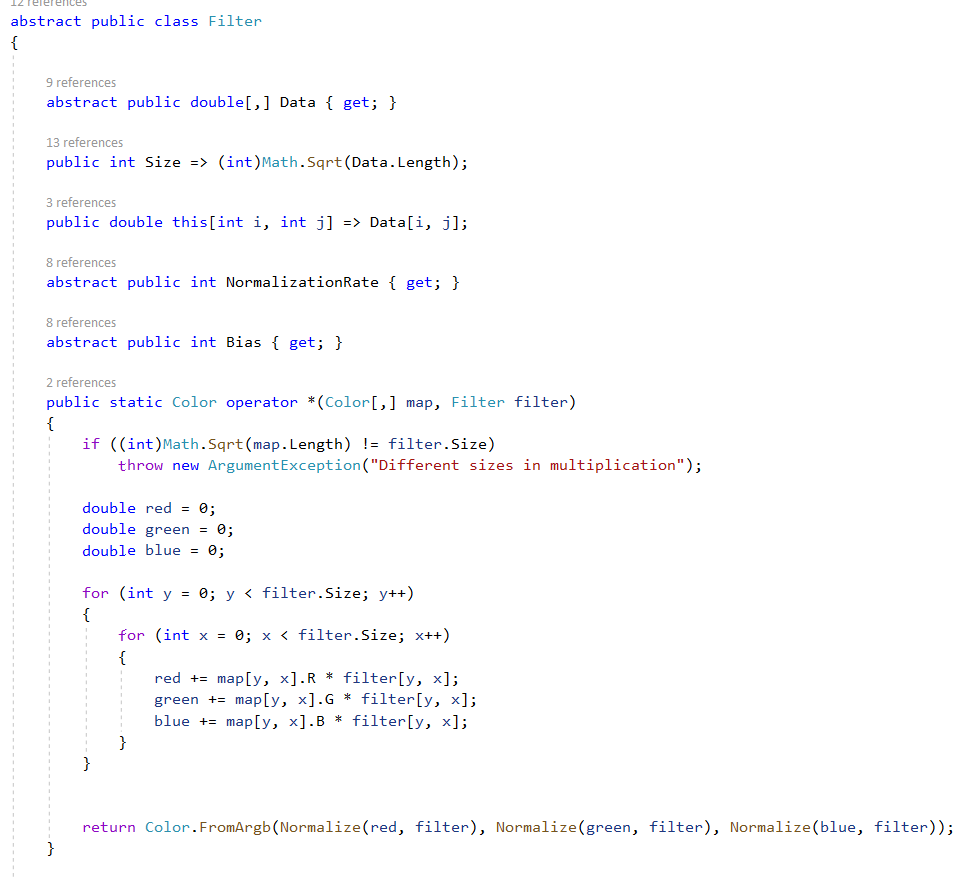 12 references
abstract public class Filter
{
9 references
abstract public double[,] Data { get; }
13 references
public int Size => (int)Math.Sqrt(Data.Length);
3 references
public double this[int i, int j] => Data[i, j];
8 references
abstract public int NormalizationRate { get; }
8 references
abstract public int Bias { get; }
2 references
public static Color operator *(Color[,] map, Filter filter)
{
if ((int)Math.Sqrt(map.Length) != filter.Size)
throw new ArgumentException("Different sizes in multiplication");
double red = 0;
double green = 0;
double blue = 0;
for (int y = 0; y < filter.Size; y++)
{
for (int x = 0; x < filter.Size; x++)
{
red += map[y, x].R * filter[y, x];
green += map[y, x].G * filter[y, x];
blue += map[y, x].B * filter[y, x];
}
}
return Color.FromArgb(Normalize(red, filter), Normalize(green, filter), Normalize(blue, filter));
}